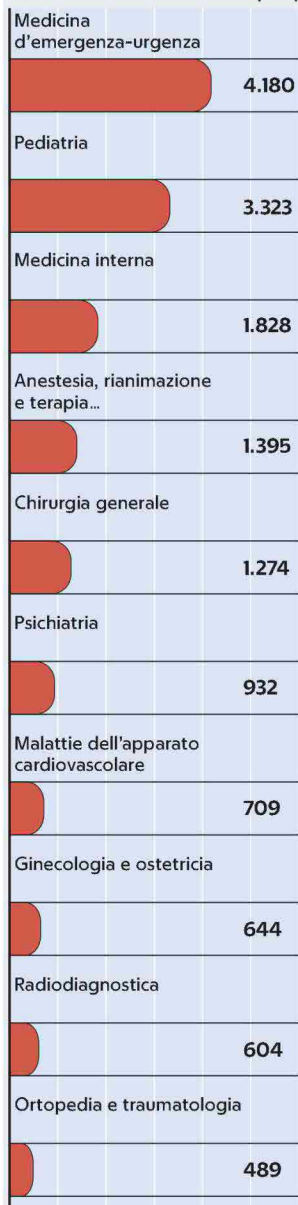 Medicina
d'emergenza-urgenza
4.180
Pediatria
3.323
Medicina interna
1.828
Anestesia, rianimazione
e terapia...
1.395
Chirurgia generale
1.274
Psichiatria
932
Malattie dell'apparato
cardiovascolare
709
Ginecologia e ostetricia
644
Radiodiagnostica
604
Ortopedia e traumatologia
489